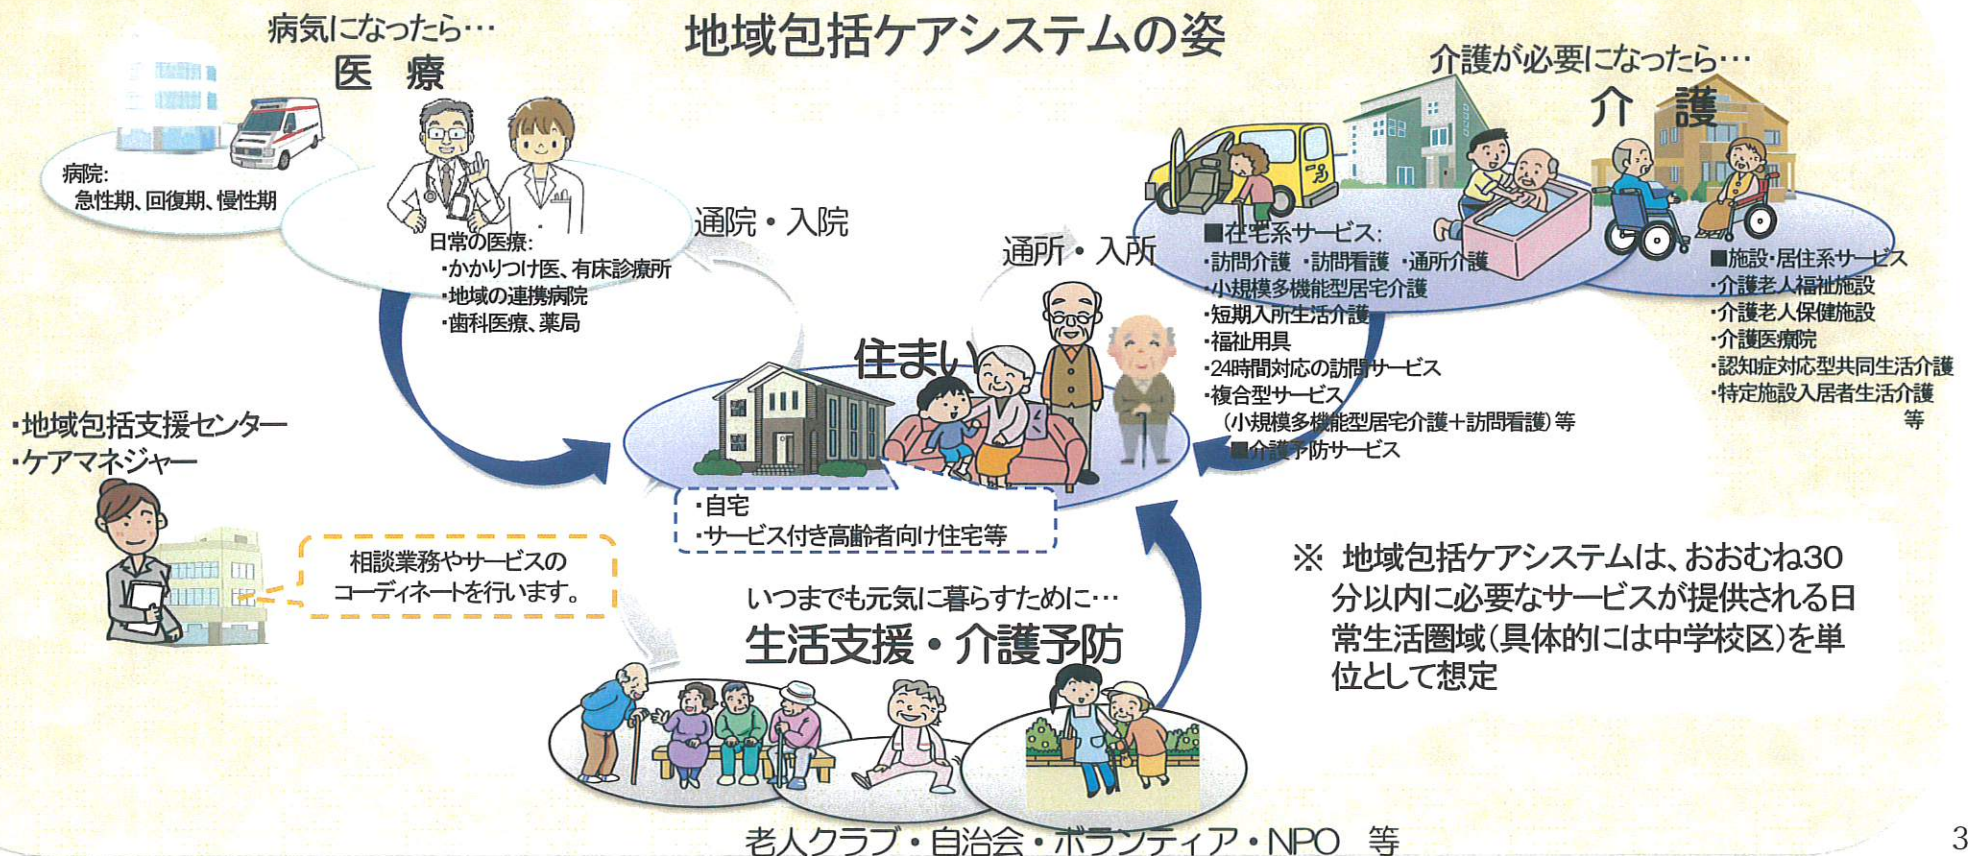 地域包括ケアシステムの姿
病気になったら…
医 療
病院:
急性期、回復期、慢性期
日常の医療:
・かかりつけ医、有床診療所
・地域の連携病院
・歯科医療、薬局
通院・入院
通所・入所
介護が必要になったら…
介 護
■在宅系サービス:
・訪問介護 ・訪問看護 ・通所介護
・小規模多機能型居宅介護
・短期入所生活介護
・福祉用具
・24時間対応の訪問サービス
・複合型サービス
(小規模多機能型居宅介護+訪問看護)等
■介護予防サービス
■施設・居住系サービス
・介護老人福祉施設
・介護老人保健施設
・介護医療院
・認知症対応型共同生活介護
・特定施設入居者生活介護
等
住まい
・自宅
・サービス付き高齢者向け住宅等
・地域包括支援センター
・ケアマネジャー
相談業務やサービスの
コーディネートを行います。
いつまでも元気に暮らすために…
生活支援・介護予防
老人クラブ・自治会・ボランティア・NPO 等
※ 地域包括ケアシステムは、おおむね30
分以内に必要なサービスが提供される日
常生活圏域(具体的には中学校区)を単
位として想定
3